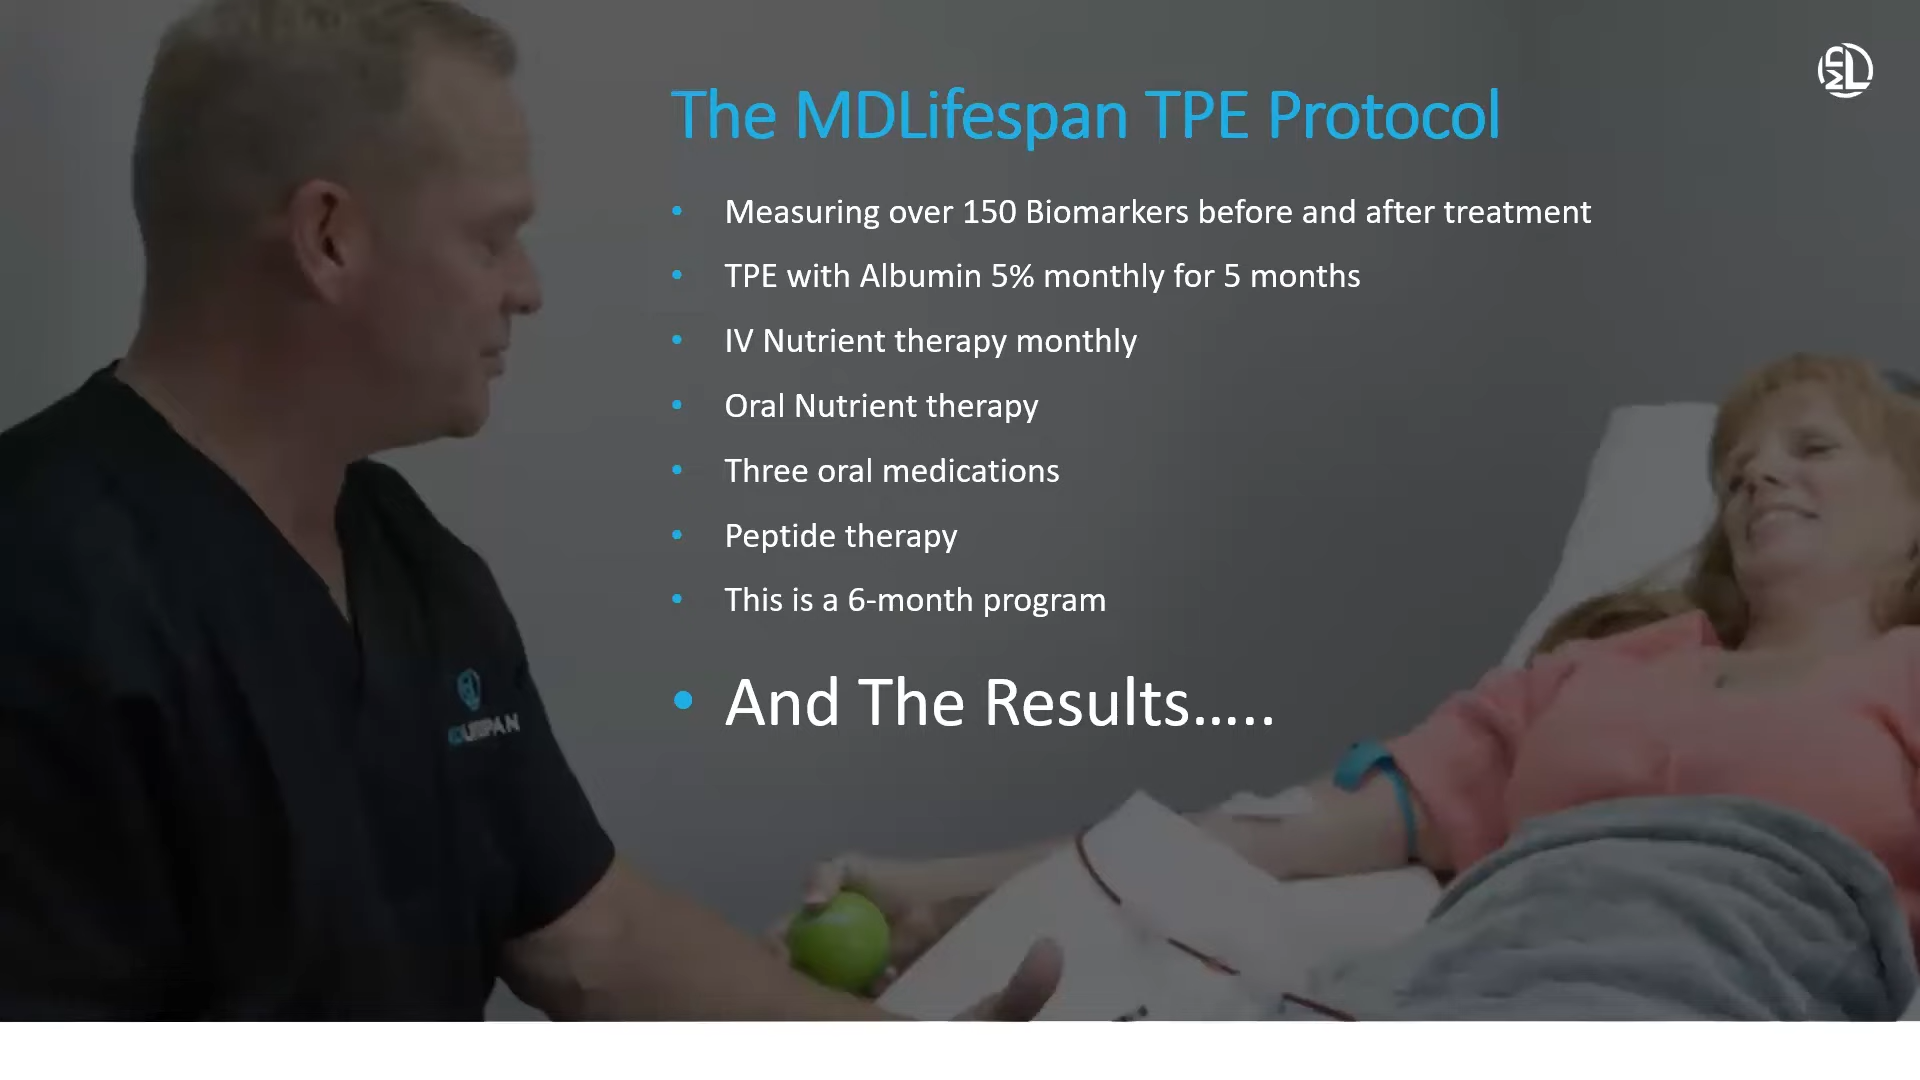 The MDLifespan TPE Protocol
• Measuring over 150 Biomarkers before and after treatment
• TPE with Albumin 5% monthly for 5 months
• IV Nutrient therapy monthly
• Oral Nutrient therapy
• Three oral medications
• Peptide therapy
• This is a 6-month program
• And The Results.....
MDLIFESPAN
MDL